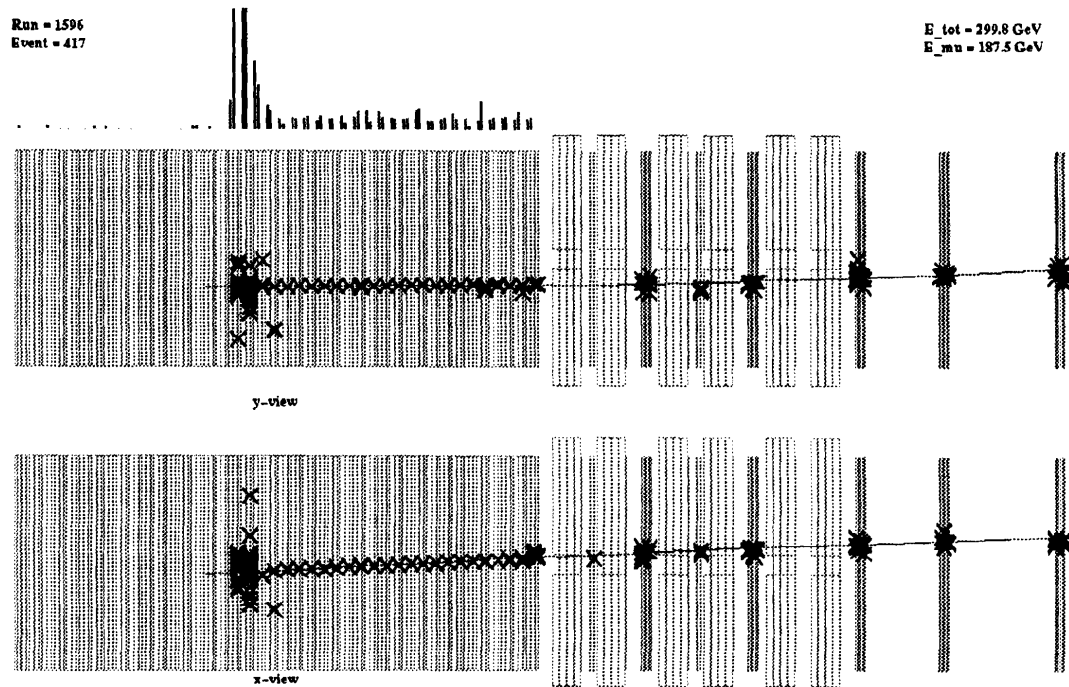 Run = 1596
Event = 417
E_tot = 299.8 GeV
E_mu = 187.5 GeV
y-view
x-view